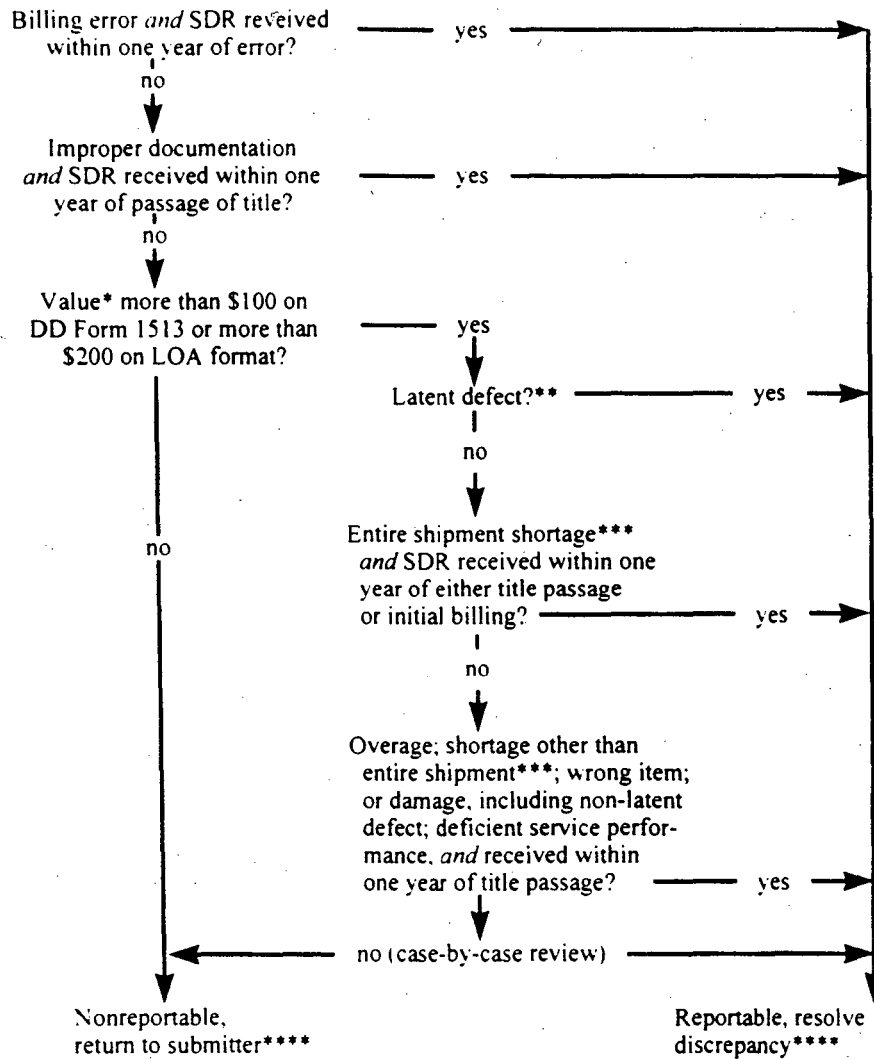 Billing error and SDR received
within one year of error?
yes
no
Improper documentation
and SDR received within one
year of passage of title?
yes
no
Value* more than $100 on
DD Form 1513 or more than
$200 on LOA format?
yes
Latent defect?**
yes
no
Entire shipment shortage***
and SDR received within one
year of either title passage
or initial billing?
yes
no
no
Overage; shortage other than
entire shipment***; wrong item;
or damage, including non-latent
defect; deficient service perfor-
mance, and received within
one year of title passage?
yes
no (case-by-case review)
Nonreportable,
return to submitter****
Reportable, resolve
discrepancy****